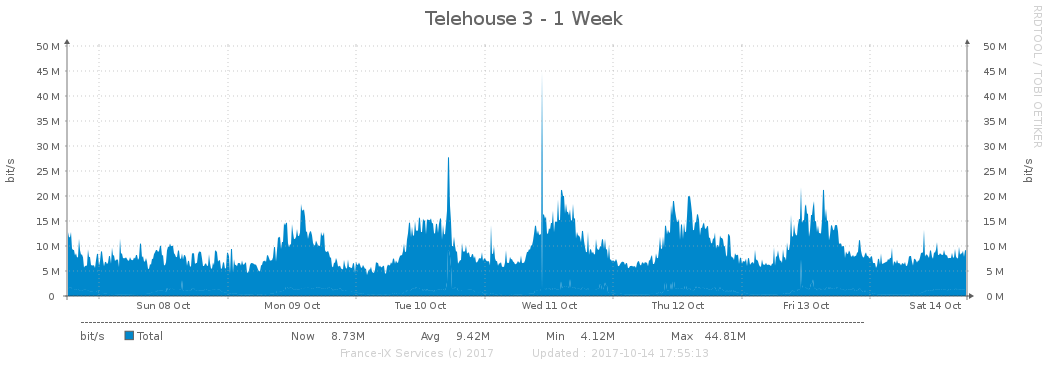 Telehouse 3 - 1 Week
RRDTOOL / TOBI OETIKER
50 M 50 M
45 M 45 M
40 M 40 M
35 M 35 M
30 M 30 M
25 M 25 M
20 M 20 M
15 M 15 M
10 M 10 M
5 M 5 M
0 0 M
bit/s bit/s
Sun 08 Oct Mon 09 Oct Tue 10 Oct Wed 11 Oct Thu 12 Oct Fri 13 Oct Sat 14 Oct
bit/s Total Now 8.73M Avg 9.42M Min 4.12M Max 44.81M
France-IX Services (c) 2017 Updated : 2017-10-14 17:55:13